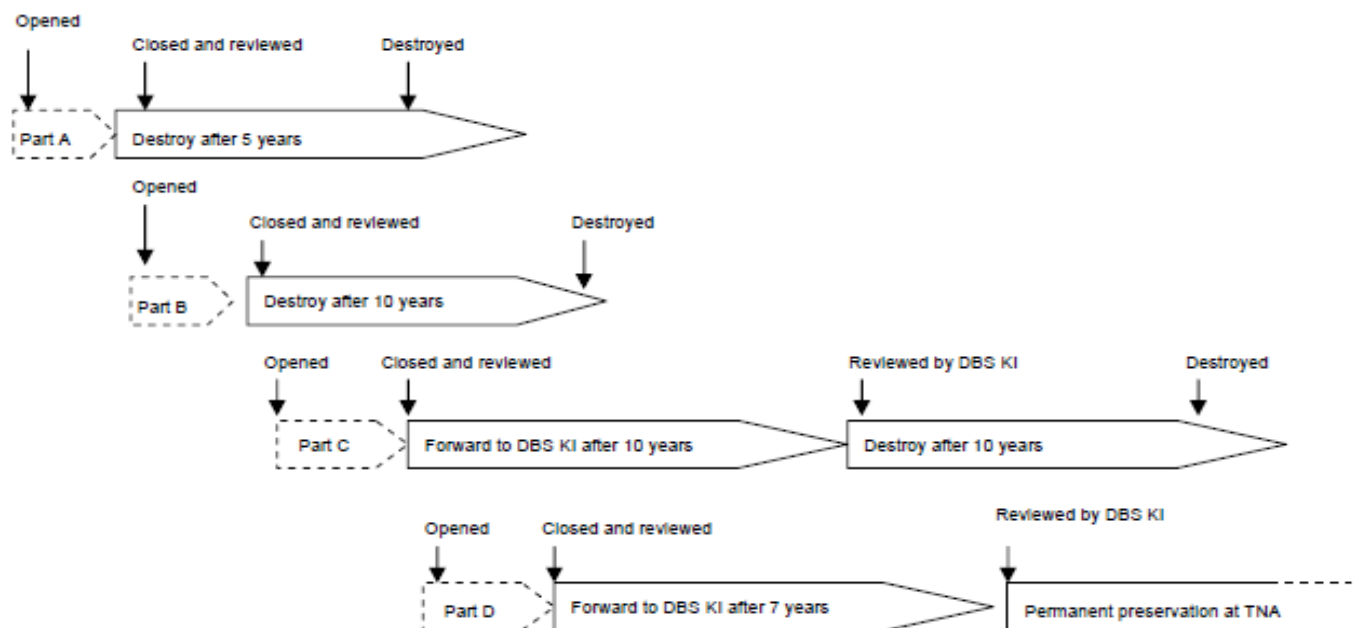 Opened
Closed and reviewed
Destroyed
Part A
Destroy after 5 years
Opened
Closed and reviewed
Destroyed
Part B
Destroy after 10 years
Opened
Closed and reviewed
Reviewed by DBS KI
Destroyed
Part C
Forward to DBS KI after 10 years
Destroy after 10 years
Opened
Closed and reviewed
Reviewed by DBS KI
Part D
Forward to DBS KI after 7 years
Permanent preservation at TNA